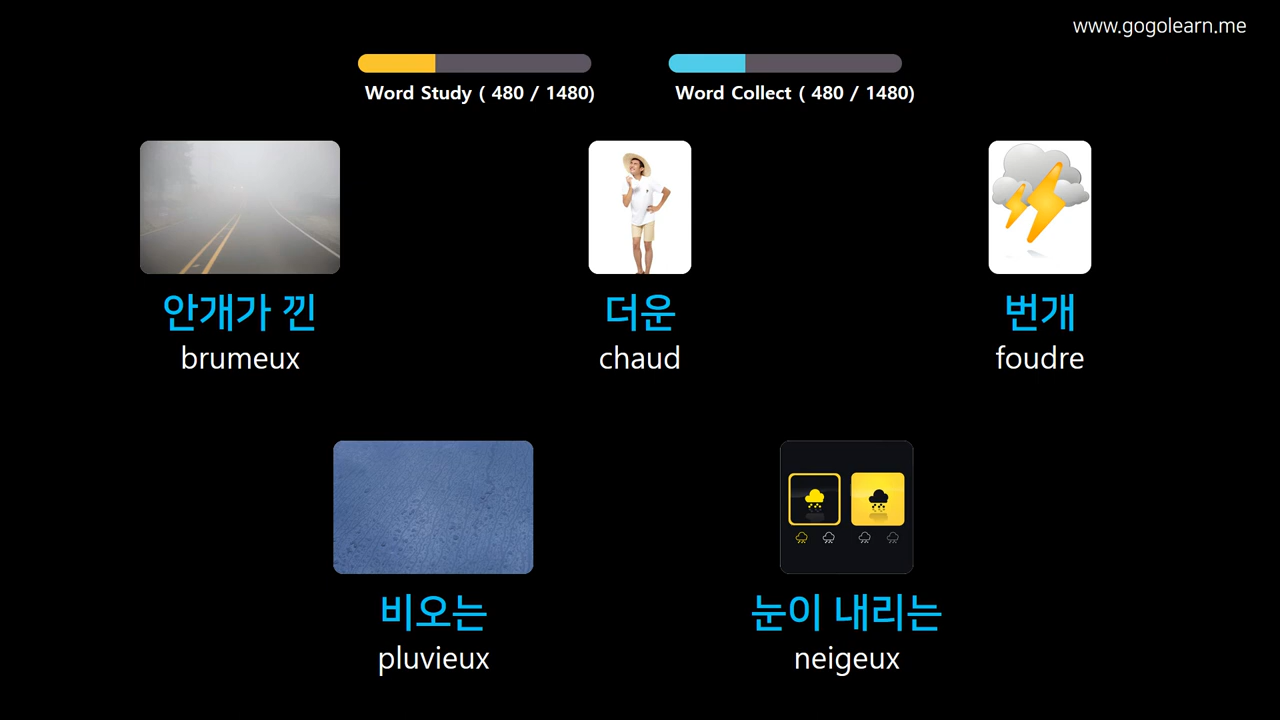 www.gogolearn.me
Word Study ( 480 / 1480)
Word Collect ( 480 / 1480)
안개가 낀
brumeux
더운
chaud
번개
foudre
비오는
pluvieux
눈이 내리는
neigeux